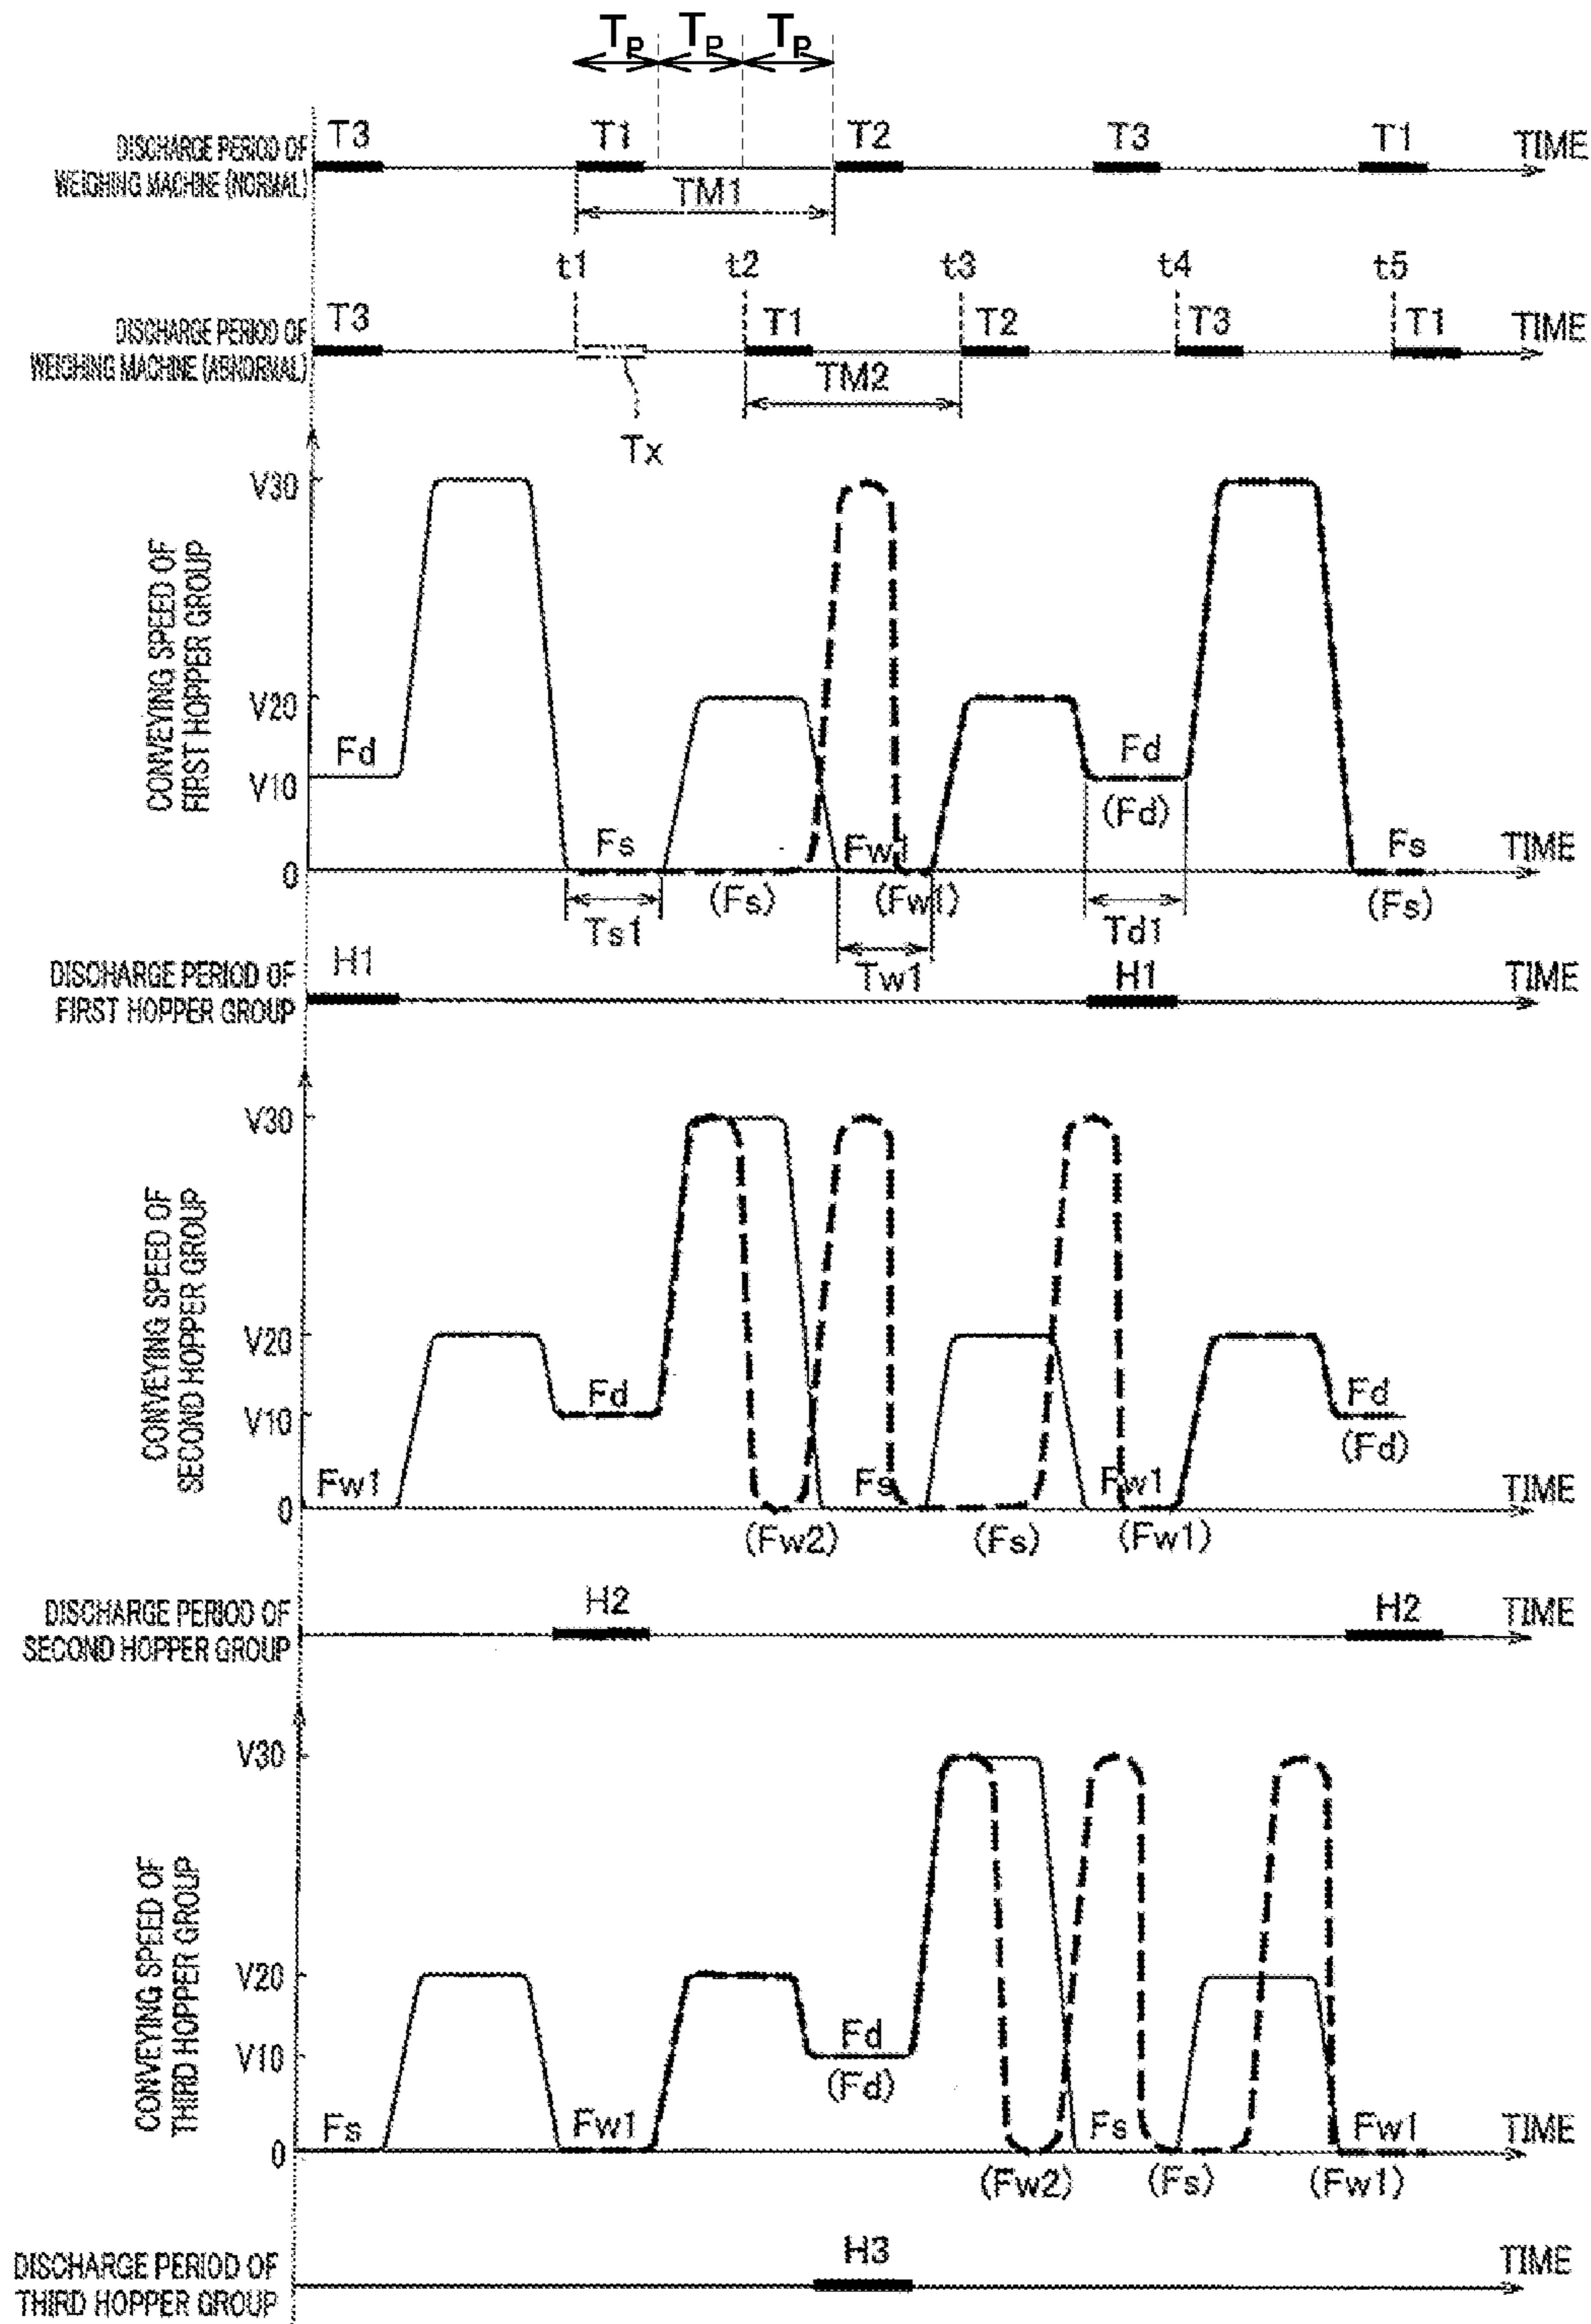 Tp Tp Tp
DISCHARGE PERIOD OF
WEIGHING MACHINE (NORMAL)
T3 T1 T2 T3 T1 TIME
TM1
t1 t2 t3 t4 t5
DISCHARGE PERIOD OF
WEIGHING MACHINE (ABNORMAL)
T3 T1 T2 T3 T1 TIME
TM2
Tx
CONVEYING SPEED OF
FIRST HOPPER GROUP
V30
V20
V10
0
Fd Fd
(Fd)
Fs Fw1 Fs TIME
(Fs) (Fw1) (Fs)
Ts1 Tw1 Td1
DISCHARGE PERIOD OF
FIRST HOPPER GROUP
H1 H1 TIME
CONVEYING SPEED OF
SECOND HOPPER GROUP
V30
V20
V10
0
Fd Fd
(Fd)
Fw1 Fs Fw1 TIME
(Fw2) (Fs) (Fw1)
DISCHARGE PERIOD OF
SECOND HOPPER GROUP
H2 H2 TIME
CONVEYING SPEED OF
THIRD HOPPER GROUP
V30
V20
V10
0
Fd
(Fd)
Fs Fw1 Fs Fw1 TIME
(Fw2) (Fs) (Fw1)
DISCHARGE PERIOD OF
THIRD HOPPER GROUP
H3 TIME